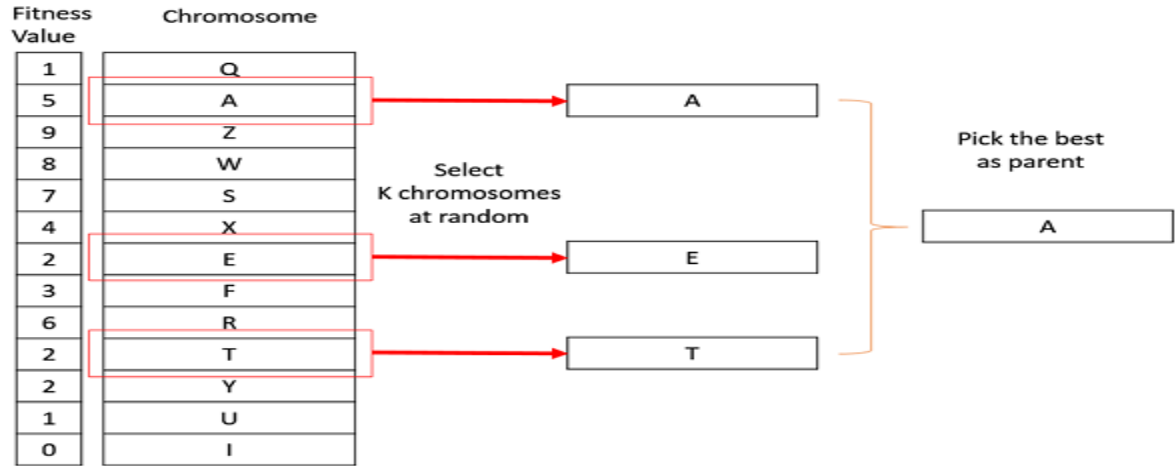 Fitness Value
Chromosome
1 Q
5 A
9 Z
8 W
7 S
4 X
2 E
3 F
6 R
2 T
2 Y
1 U
0 I
Select
K chromosomes
at random
A
E
T
Pick the best
as parent
A